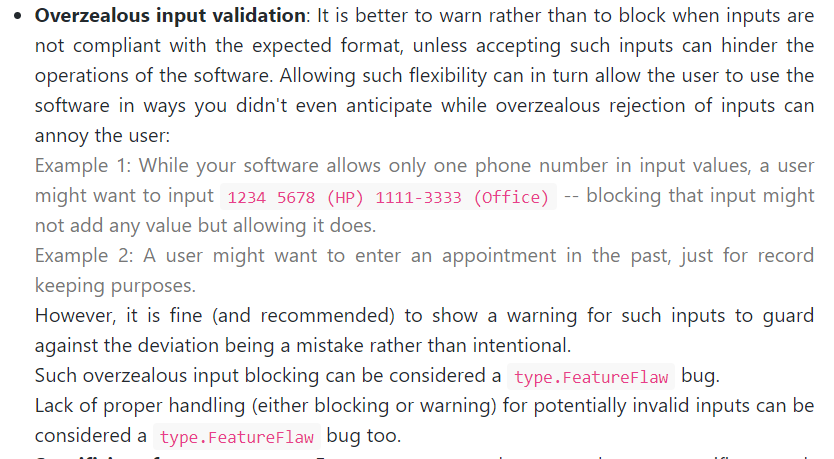 • Overzealous input validation: It is better to warn rather than to block when inputs are
not compliant with the expected format, unless accepting such inputs can hinder the
operations of the software. Allowing such flexibility can in turn allow the user to use the
software in ways you didn't even anticipate while overzealous rejection of inputs can
annoy the user:
Example 1: While your software allows only one phone number in input values, a user
might want to input 1234 5678 (HP) 1111-3333 (Office) -- blocking that input might
not add any value but allowing it does.
Example 2: A user might want to enter an appointment in the past, just for record
keeping purposes.
However, it is fine (and recommended) to show a warning for such inputs to guard
against the deviation being a mistake rather than intentional.
Such overzealous input blocking can be considered a type.FeatureFlaw bug.
Lack of proper handling (either blocking or warning) for potentially invalid inputs can be
considered a type.FeatureFlaw bug too.